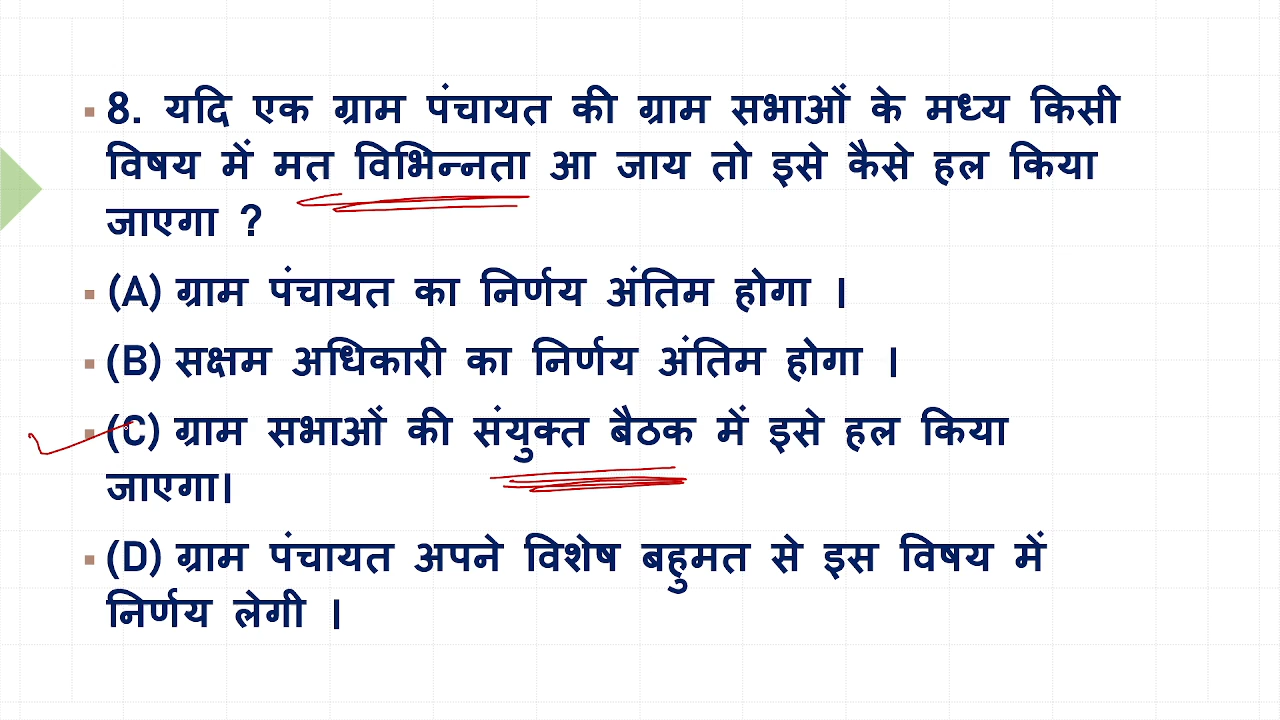 8. यदि एक ग्राम पंचायत की ग्राम सभाओं के मध्य किसी
विषय में मत विभिन्नता आ जाय तो इसे कैसे हल किया
जाएगा ?
(A) ग्राम पंचायत का निर्णय अंतिम होगा ।
(B) सक्षम अधिकारी का निर्णय अंतिम होगा ।
(C) ग्राम सभाओं की संयुक्त बैठक में इसे हल किया
जाएगा।
(D) ग्राम पंचायत अपने विशेष बहुमत से इस विषय में
निर्णय लेगी ।